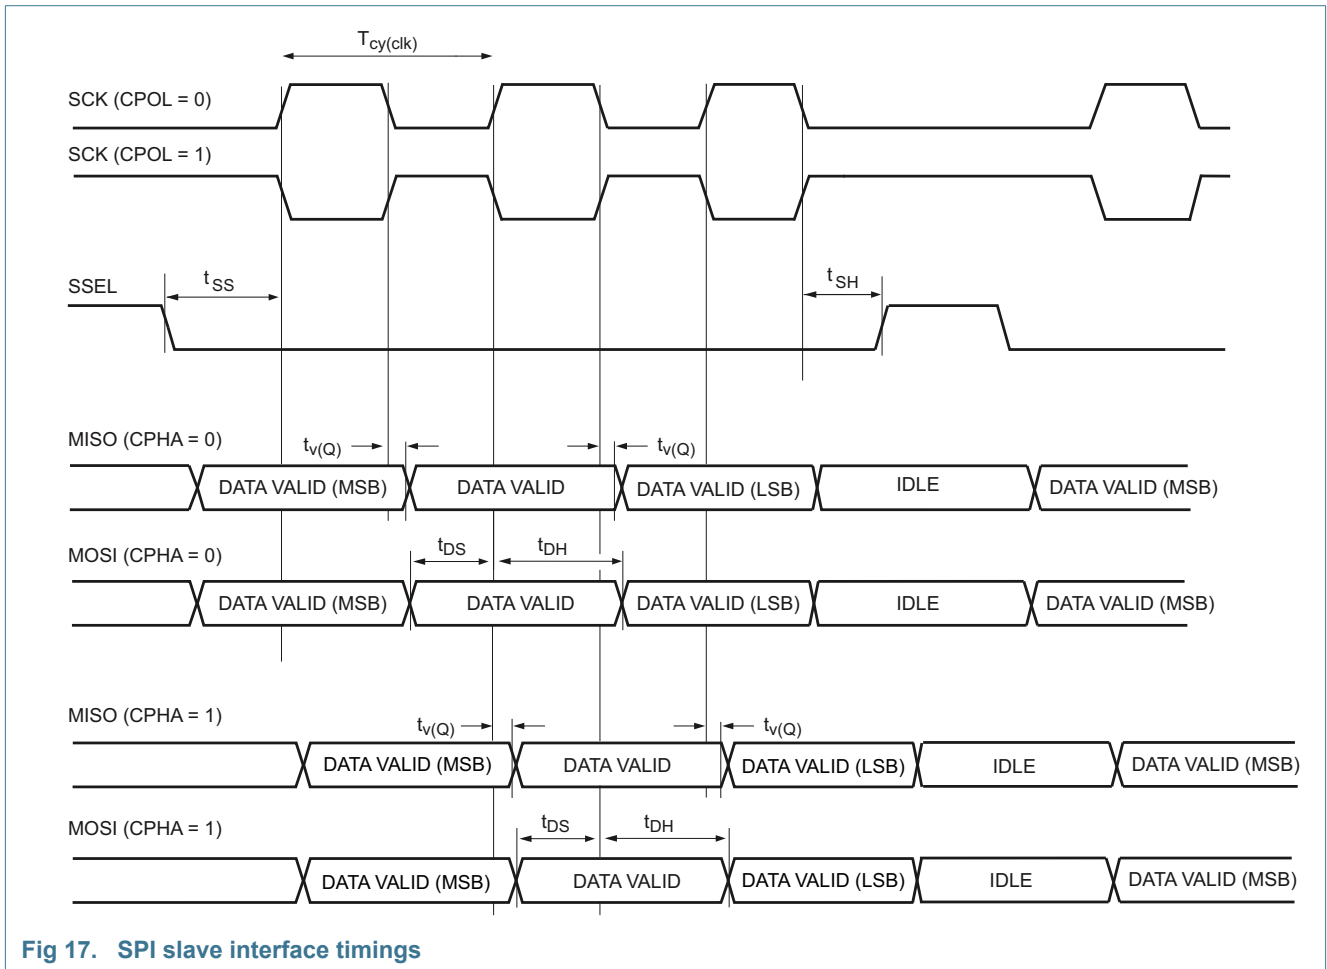 Tcy(clk)
SCK (CPOL = 0)
SCK (CPOL = 1)
SSEL
tSS
tSH
MISO (CPHA = 0)
tv(Q)
tv(Q)
DATA VALID (MSB) DATA VALID DATA VALID (LSB) IDLE DATA VALID (MSB)
MOSI (CPHA = 0)
tDS
tDH
DATA VALID (MSB) DATA VALID DATA VALID (LSB) IDLE DATA VALID (MSB)
MISO (CPHA = 1)
tv(Q)
tv(Q)
DATA VALID (MSB) DATA VALID DATA VALID (LSB) IDLE DATA VALID (MSB)
MOSI (CPHA = 1)
tDS
tDH
DATA VALID (MSB) DATA VALID DATA VALID (LSB) IDLE DATA VALID (MSB)
Fig 17. SPI slave interface timings